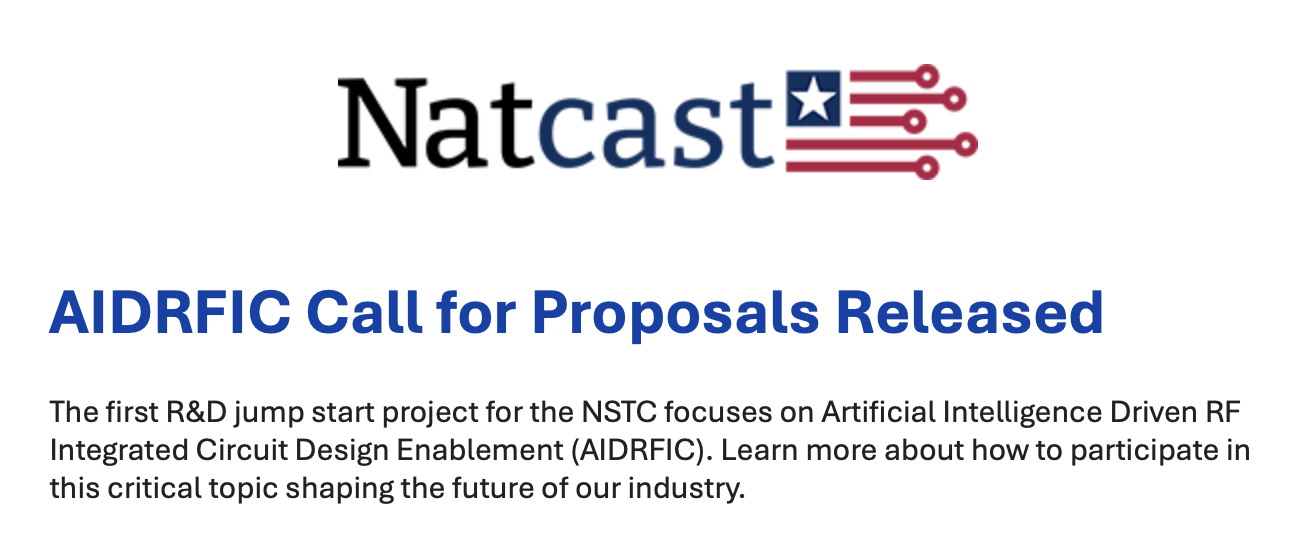 Natcast
AIDRFIC Call for Proposals Released
The first R&D jump start project for the NSTC focuses on Artificial Intelligence Driven RF
Integrated Circuit Design Enablement (AIDRFIC). Learn more about how to participate in
this critical topic shaping the future of our industry.